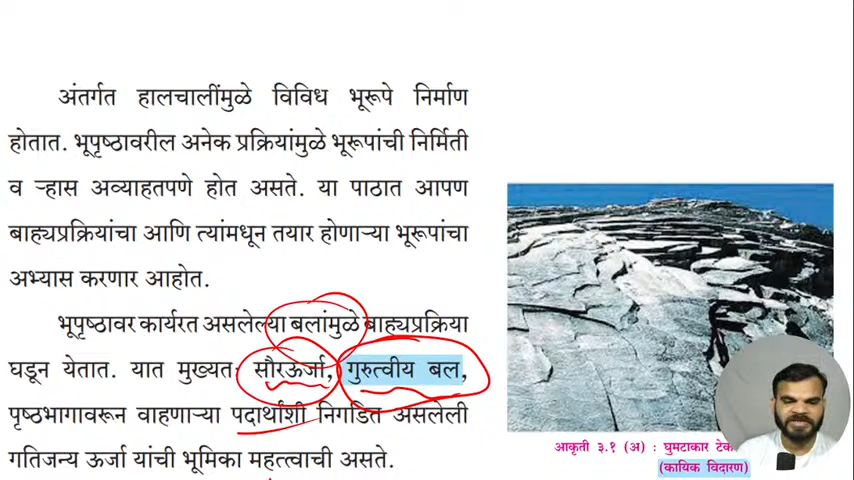 अंतर्गत हालचालींमुळे विविध भूरूपे निर्माण
होतात. भूपृष्ठावरील अनेक प्रक्रियांमुळे भूरूपांची निर्मिती
व ऱ्हास अव्याहतपणे होत असते. या पाठात आपण
बाह्यप्रक्रियांचा आणि त्यांमधून तयार होणाऱ्या भूरूपांचा
अभ्यास करणार आहोत.
भूपृष्ठावर कार्यरत असलेल्या बलांमुळे बाह्यप्रक्रिया
घडून येतात. यात मुख्यतः सौरऊर्जा, गुरुत्वीय बल,
पृष्ठभागावरून वाहणाऱ्या पदार्थांशी निगडित असलेली
गतिजन्य ऊर्जा यांची भूमिका महत्त्वाची असते.
आकृती ३.१ (अ) : घुमटाकार
(कायिक विदारण)